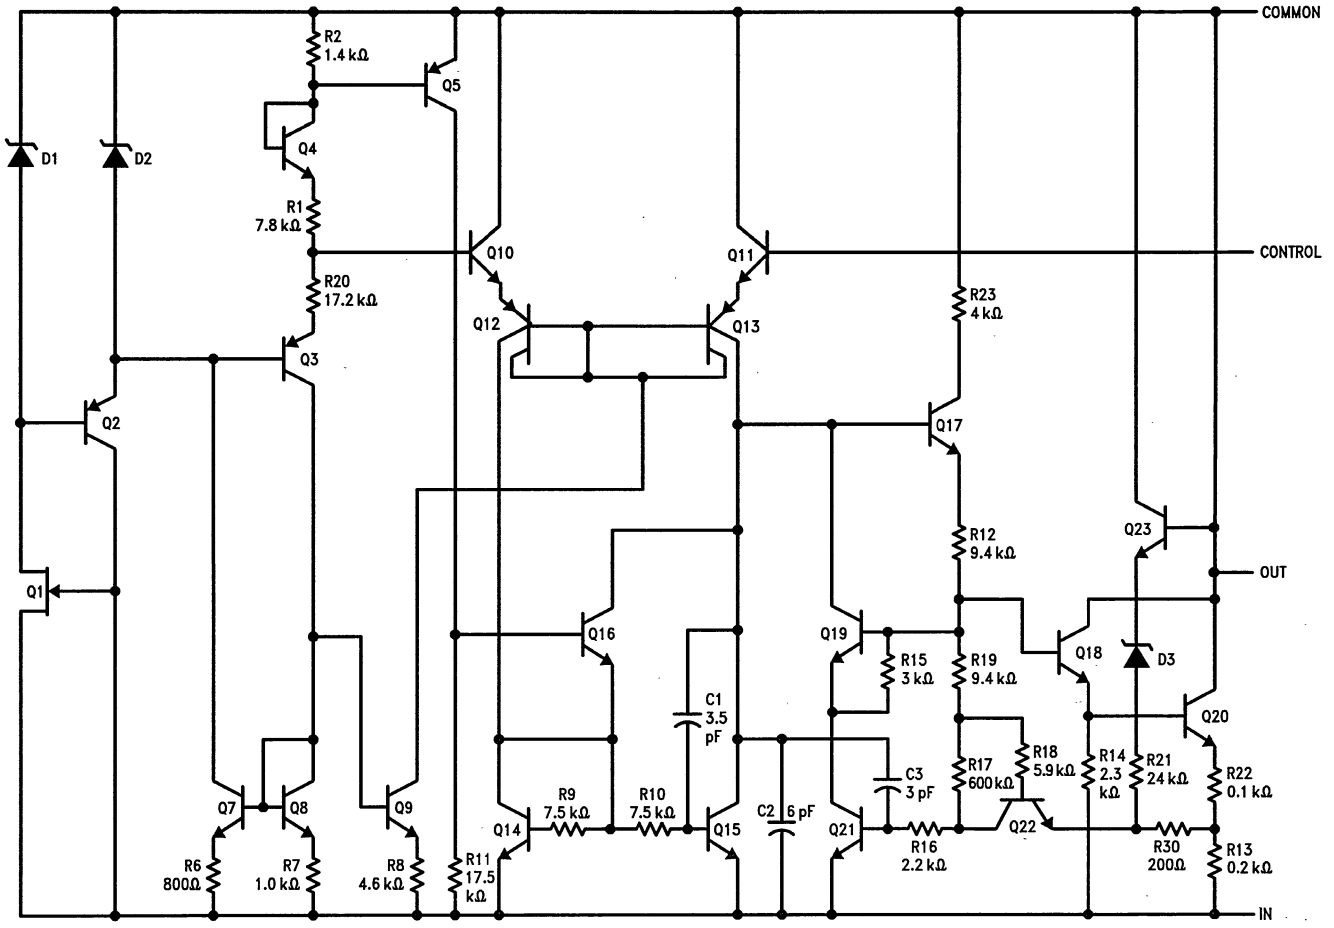 COMMON
R2
1.4 kΩ
Q5
D1
D2
Q4
R1
7.8 kΩ
Q10
Q11
CONTROL
R20
17.2 kΩ
R23
4 kΩ
Q12
Q13
Q3
Q2
Q17
Q23
R12
9.4 kΩ
OUT
Q1
Q16
Q19
Q18
D3
R15
3 kΩ
R19
9.4 kΩ
C1
3.5
pF
Q20
R18
5.9 kΩ
R14
2.3
kΩ
R21
24 kΩ
R17
600 kΩ
C3
3 pF
R22
0.1 kΩ
Q7
Q8
Q9
R9
7.5 kΩ
R10
7.5 kΩ
C2
6 pF
Q14
Q15
Q21
Q22
R16
2.2 kΩ
R30
200Ω
R13
0.2 kΩ
R6
800Ω
R7
1.0 kΩ
R8
4.6 kΩ
R11
17.5
kΩ
IN